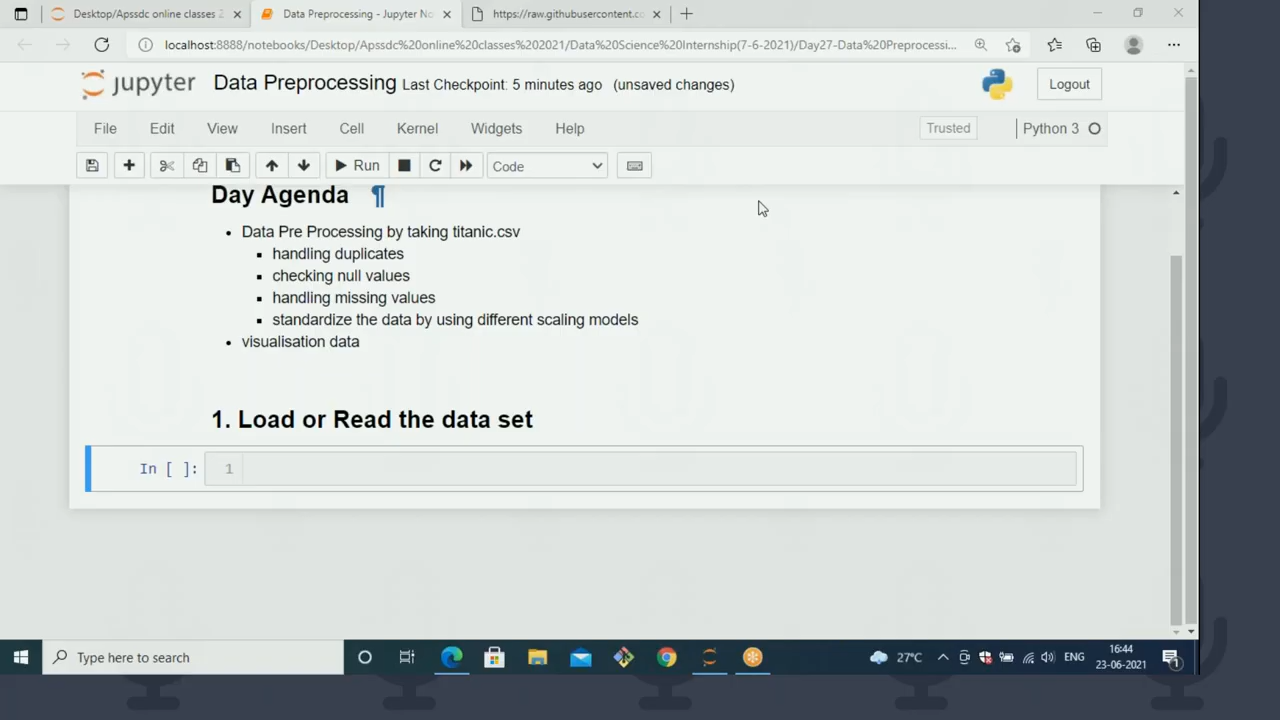 Desktop/Apssdc online classes 2
Data Preprocessing - Jupyter No
https://raw.githubusercontent.co
localhost:8888/notebooks/Desktop/Apssdc%20online%20classes%202021/Data%20Science%20Internship(7-6-2021)/Day27-Data%20Preprocessi...
jupyter Data Preprocessing Last Checkpoint: 5 minutes ago (unsaved changes)
Logout
File Edit View Insert Cell Kernel Widgets Help
Trusted
Python 3
Run
Code
Day Agenda ¶
• Data Pre Processing by taking titanic.csv
▪ handling duplicates
▪ checking null values
▪ handling missing values
▪ standardize the data by using different scaling models
• visualisation data
1. Load or Read the data set
In [ ]: 1
Type here to search
27°C
ENG
16:44
23-06-2021
1